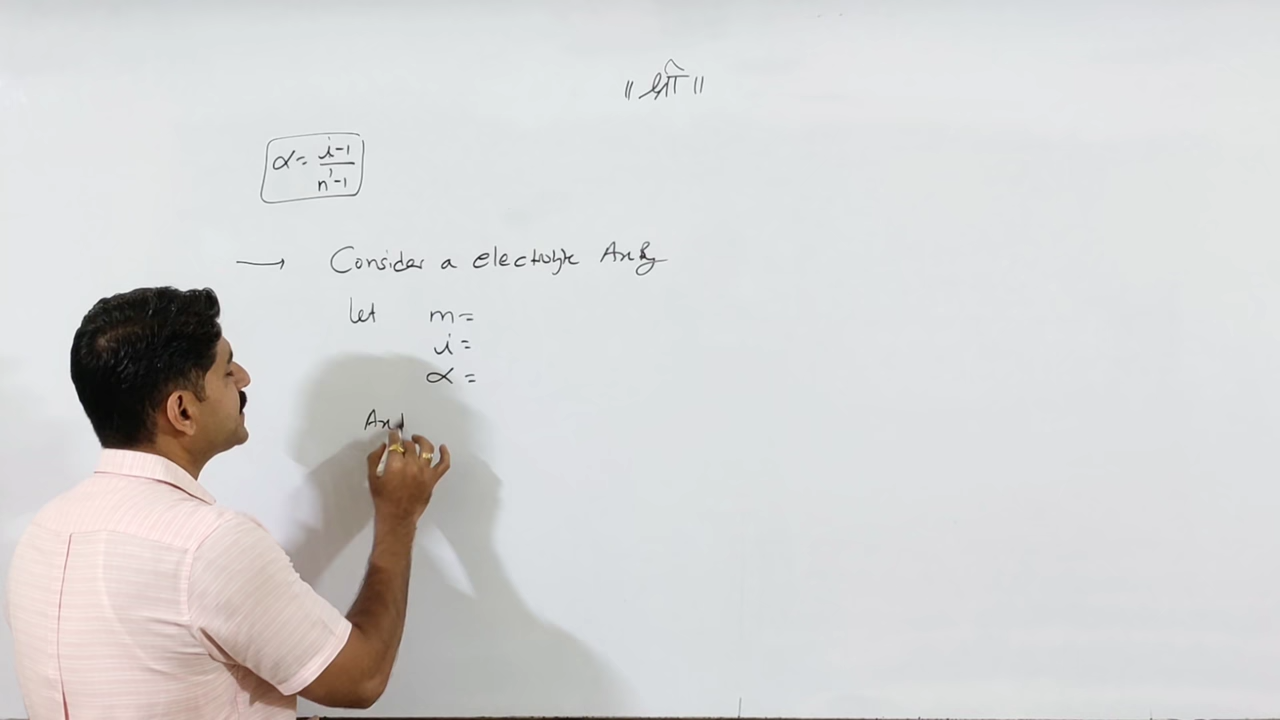 ॥ श्री ॥
α = i-1 / n'-1
→ Consider a electrolyte AxBy
let m =
i =
α =
Ax